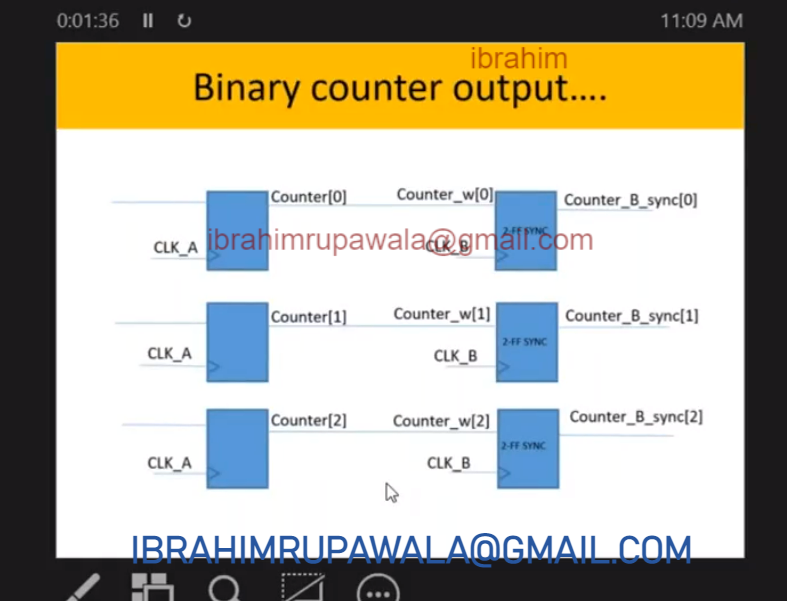 0:01:36
11:09 AM
ibrahim
Binary counter output....
Counter[0]
Counter_w[0]
Counter_B_sync[0]
2-FF SYNC
CLK_A
ibrahimrupawala@gmail.com
CLK_B
Counter[1]
Counter_w[1]
Counter_B_sync[1]
2-FF SYNC
CLK_A
CLK_B
Counter[2]
Counter_w[2]
Counter_B_sync[2]
2-FF SYNC
CLK_A
CLK_B
IBRAHIMRUPAWALA@GMAIL.COM